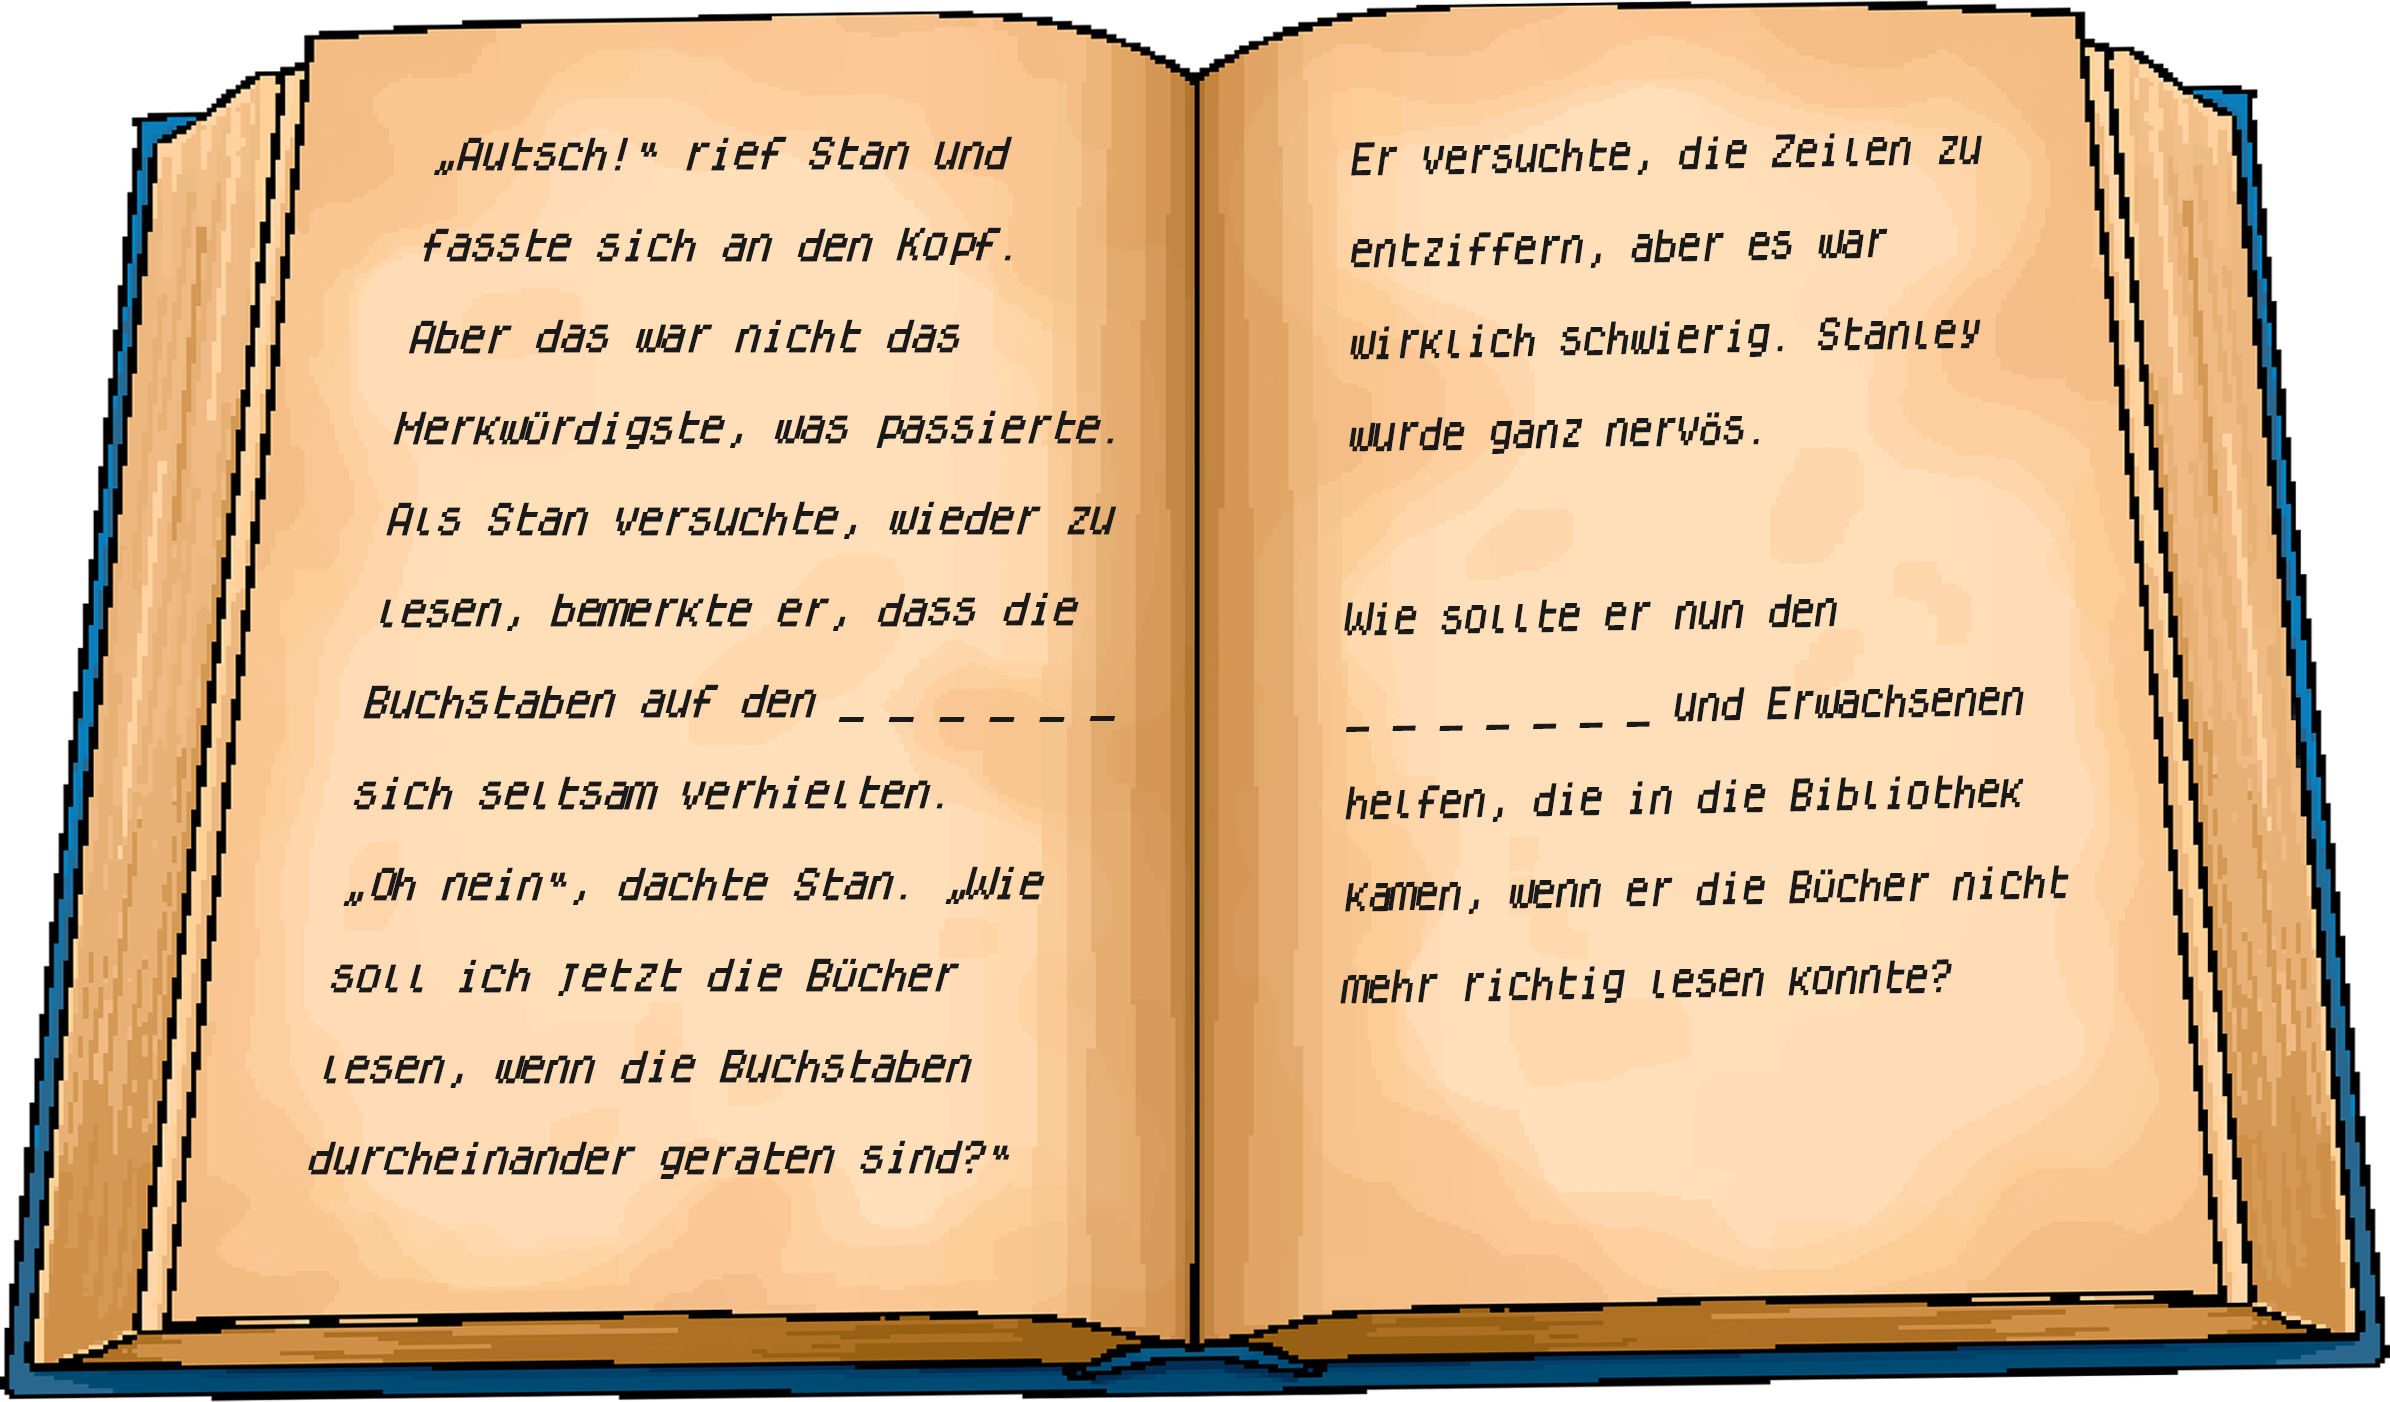 „Autsch!“ rief Stan und
fasste sich an den Kopf.
Aber das war nicht das
Merkwürdigste, was passierte.
Als Stan versuchte, wieder zu
lesen, bemerkte er, dass die
Buchstaben auf den _ _ _ _ _ _
sich seltsam verhielten.
„Oh nein“, dachte Stan. „Wie
soll ich jetzt die Bücher
lesen, wenn die Buchstaben
durcheinander geraten sind?“
Er versuchte, die Zeilen zu
entziffern, aber es war
wirklich schwierig. Stanley
wurde ganz nervös.
Wie sollte er nun den
_ _ _ _ _ _ _ und Erwachsenen
helfen, die in die Bibliothek
kamen, wenn er die Bücher nicht
mehr richtig lesen konnte?